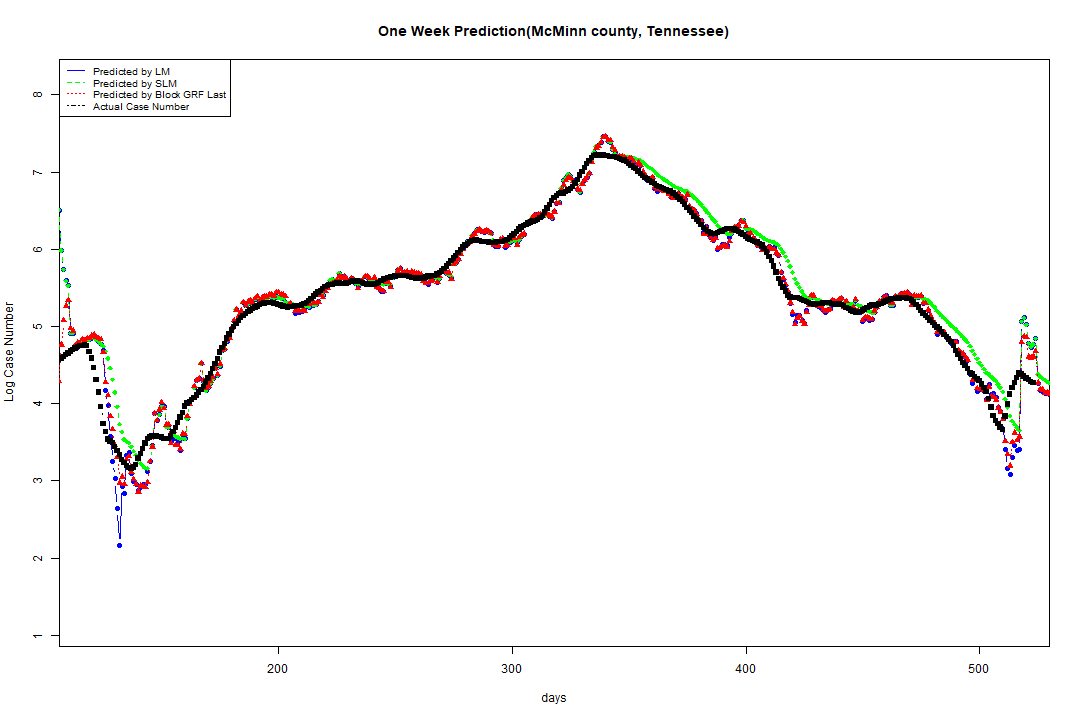 One Week Prediction(McMinn county, Tennessee)
Predicted by LM
Predicted by SLM
Predicted by Block GRF Last
Actual Case Number
8
7
6
5
4
3
2
1
Log Case Number
200 300 400 500
days